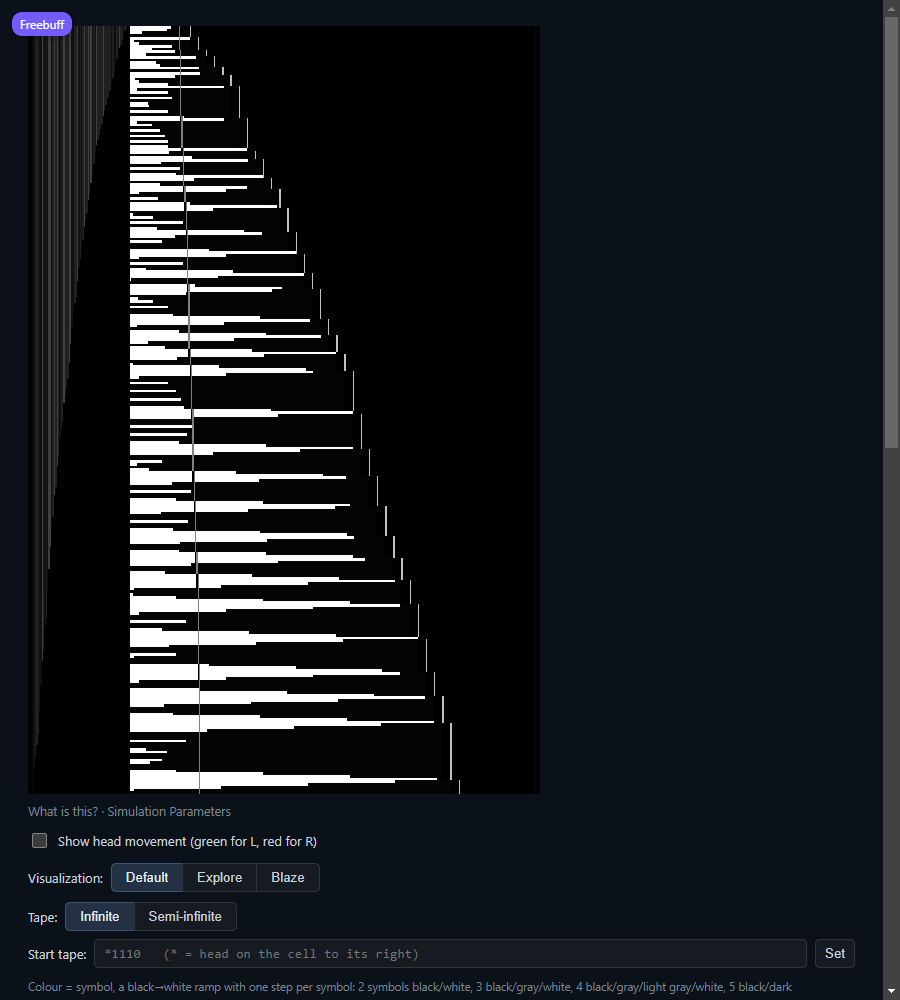 Freebuff
What is this? · Simulation Parameters
Show head movement (green for L, red for R)
Visualization: Default Explore Blaze
Tape: Infinite Semi-infinite
Start tape: *1110 (* = head on the cell to its right) Set
Colour = symbol, a black→white ramp with one step per symbol: 2 symbols black/white, 3 black/gray/white, 4 black/gray/light gray/white, 5 black/dark